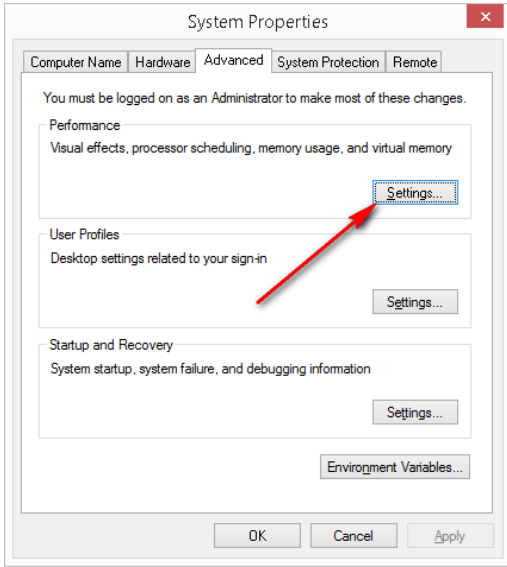 System Properties
Computer Name Hardware Advanced System Protection Remote
You must be logged on as an Administrator to make most of these changes.
Performance
Visual effects, processor scheduling, memory usage, and virtual memory
Settings...
User Profiles
Desktop settings related to your sign-in
Settings...
Startup and Recovery
System startup, system failure, and debugging information
Settings...
Environment Variables...
OK Cancel Apply